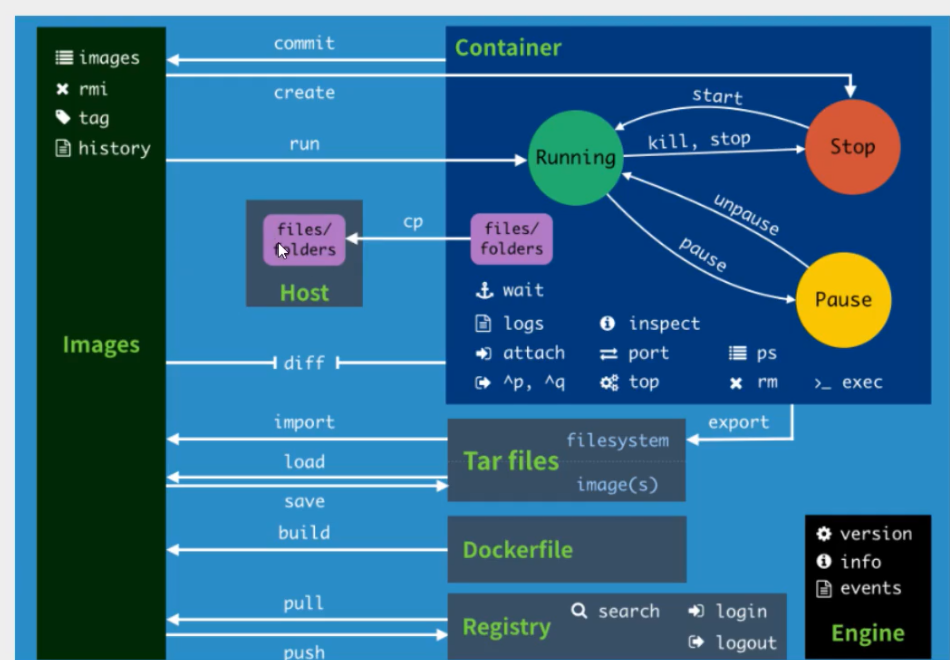 images
rmi
tag
history
Images
commit
create
run
cp
files/
folders
Host
diff
import
load
save
build
pull
push
Container
Running
start
kill, stop
Stop
unpause
pause
Pause
files/
folders
wait
logs
inspect
attach
port
ps
^p, ^q
top
rm
>_ exec
export
Tar files
filesystem
image(s)
Dockerfile
Registry
search
login
logout
version
info
events
Engine